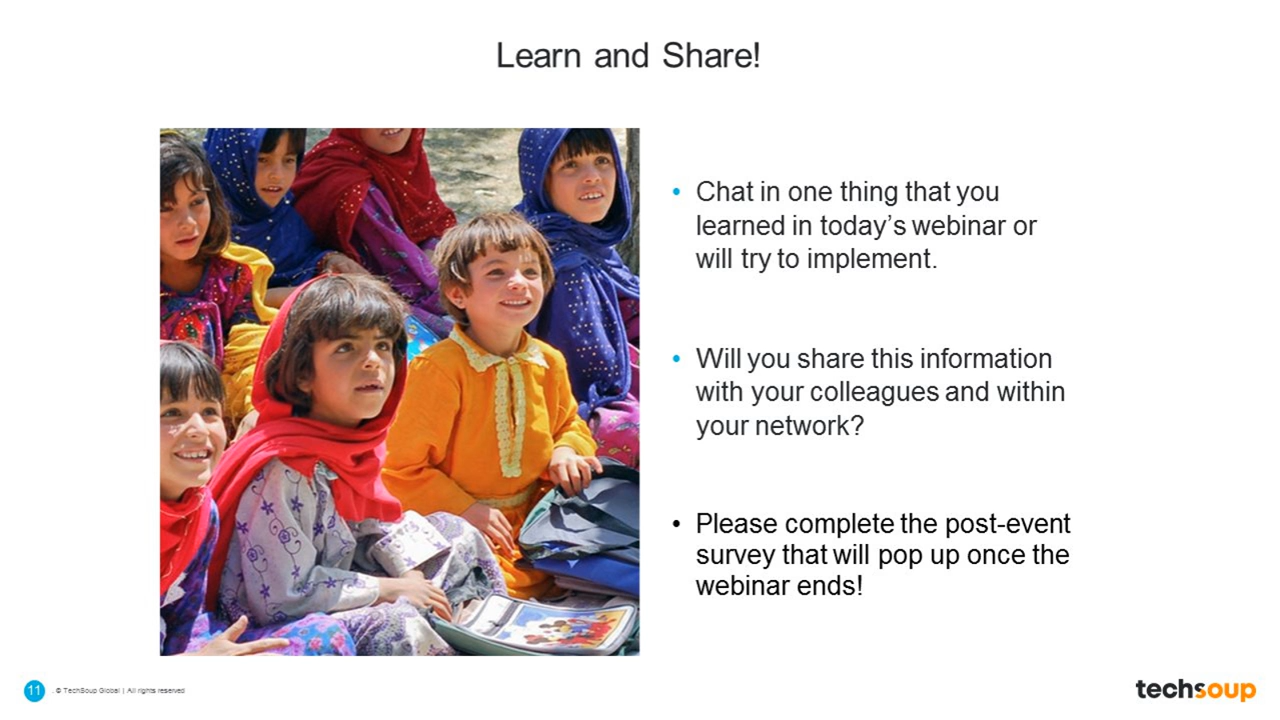 Learn and Share!
• Chat in one thing that you
learned in today’s webinar or
will try to implement.
• Will you share this information
with your colleagues and within
your network?
• Please complete the post-event
survey that will pop up once the
webinar ends!
11 . © TechSoup Global | All rights reserved
techsoup